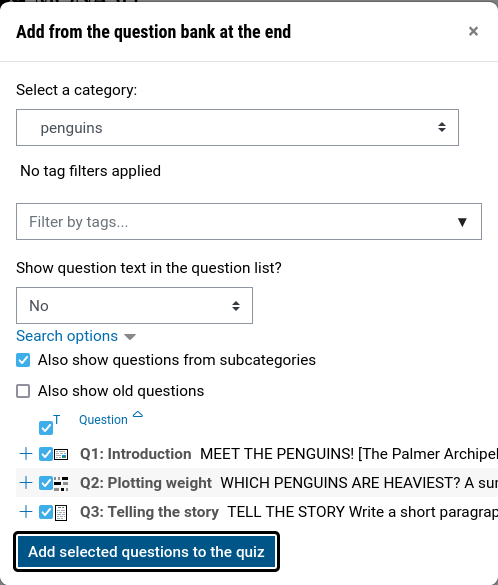 Add from the question bank at the end ×
Select a category:
penguins
No tag filters applied
Filter by tags... ▼
Show question text in the question list?
No
Search options
Also show questions from subcategories
Also show old questions
T Question
Q1: Introduction MEET THE PENGUINS! [The Palmer
Q2: Plotting weight WHICH PENGUINS ARE HEAVIEST? A
Q3: Telling the story TELL THE STORY Write a short
Add selected questions to the quiz